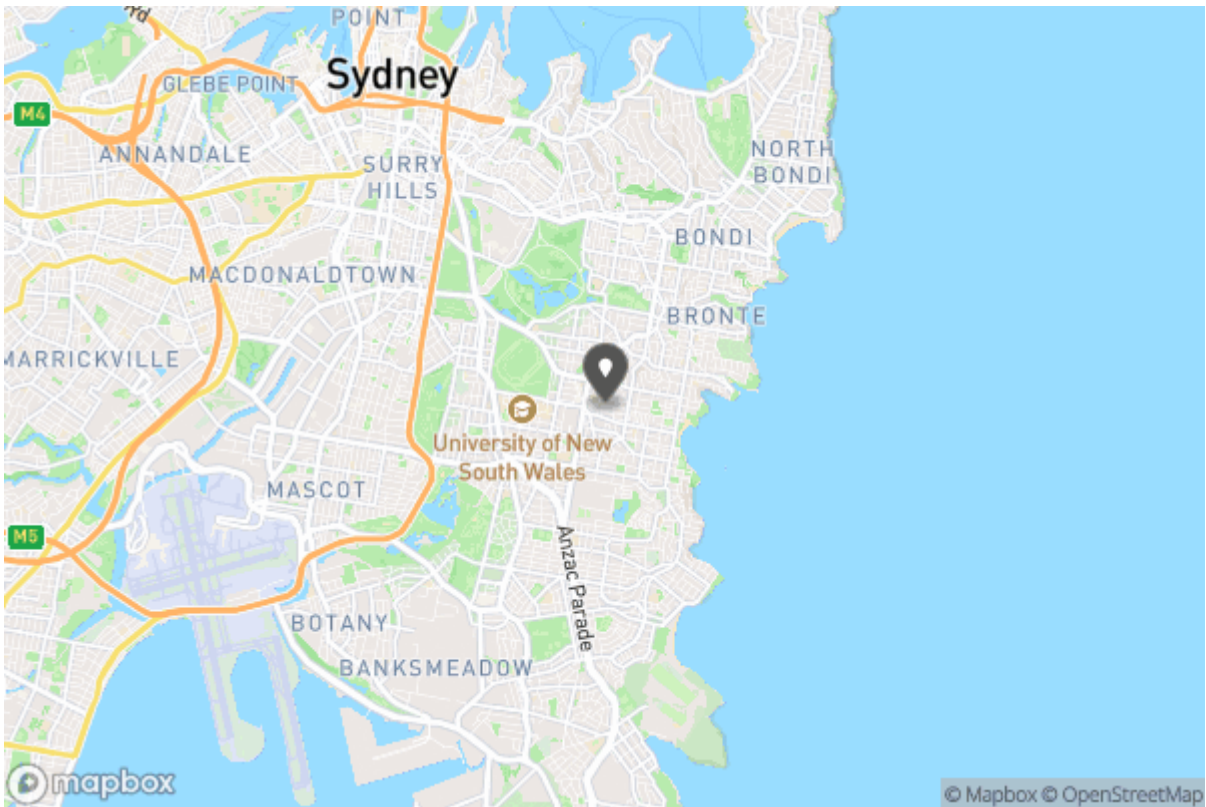 Rd
POINT
Sydney
GLEBE POINT
M4
ANNANDALE
SURRY
HILLS
NORTH
BONDI
BONDI
MACDONALDTOWN
BRONTE
MARRICKVILLE
University of New
South Wales
MASCOT
M5
Anzac Parade
BOTANY
BANKSMEADOW
mapbox
© Mapbox © OpenStreetMap